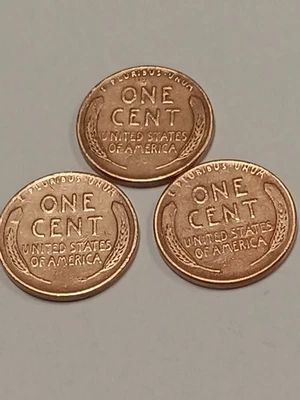 E·PLURIBUS·UNUM
ONE
CENT
UNITED STATES
OF AMERICA
E·PLURIBUS·UNUM
ONE
CENT
UNITED STATES
OF AMERICA
E·PLURIBUS·UNUM
ONE
CENT
UNITED STATES
OF AMERICA